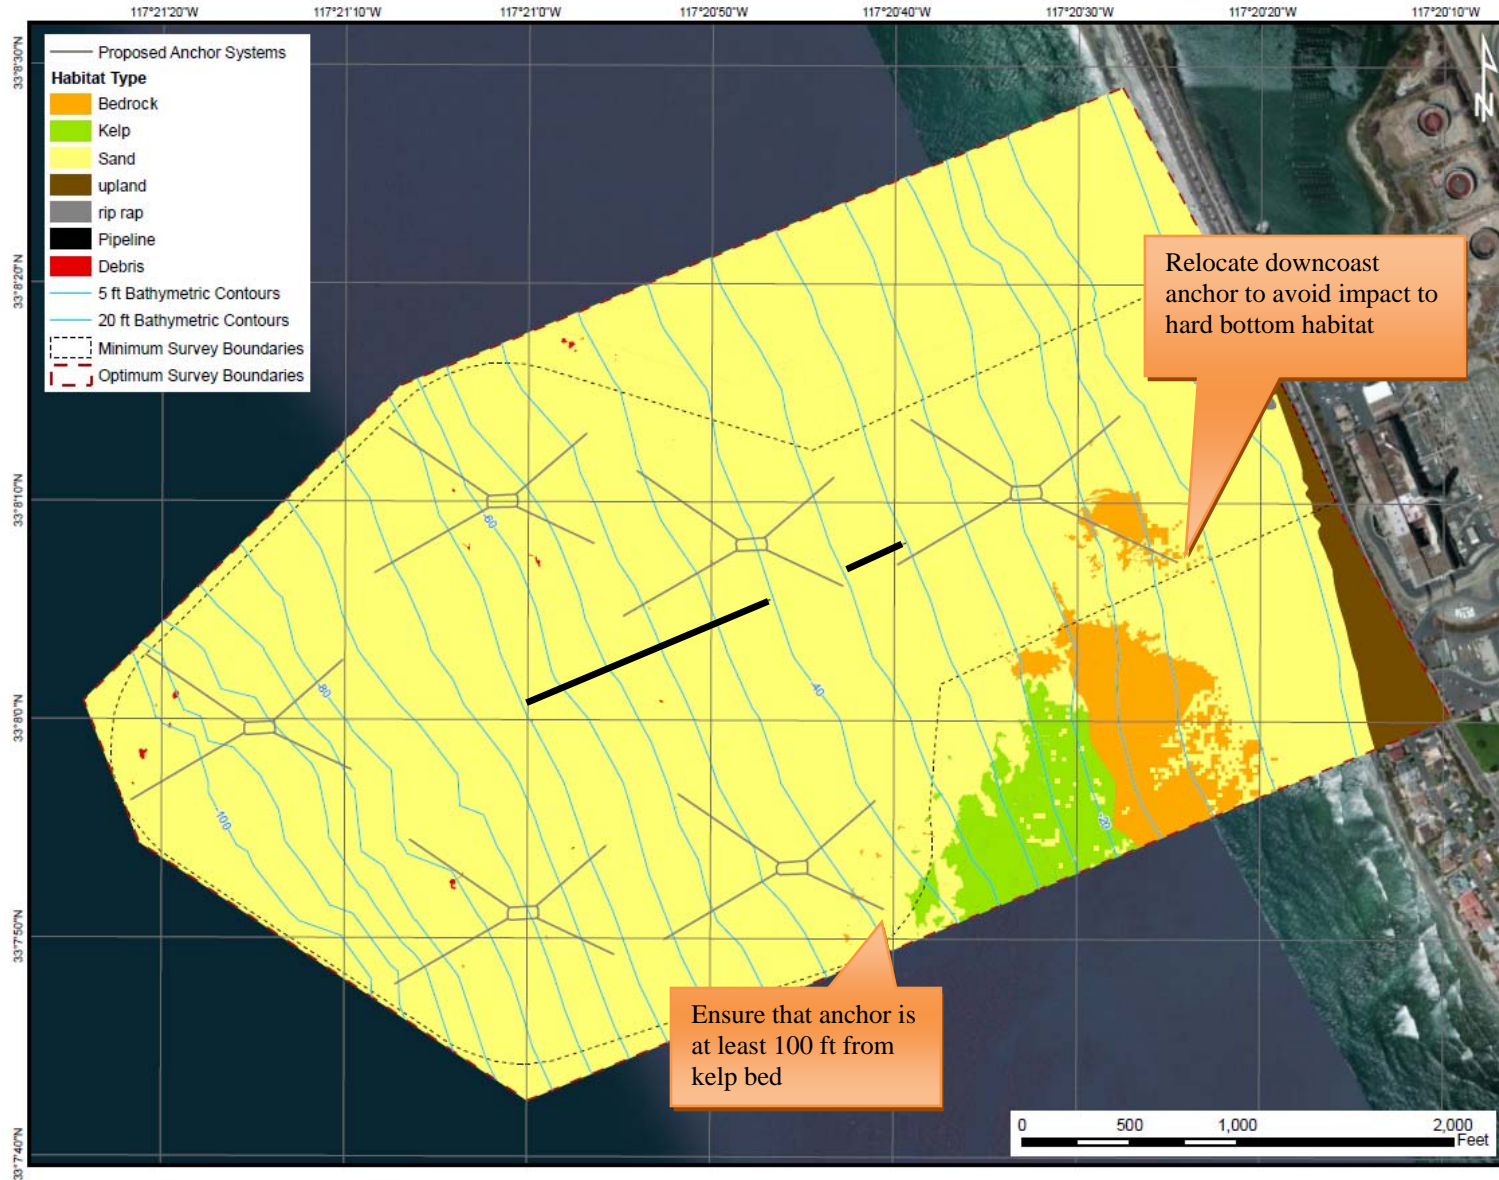 117°21'20"W
117°21'10"W
117°21'0"W
117°20'50"W
117°20'40"W
117°20'30"W
117°20'20"W
117°20'10"W
33°8'30"N
33°8'20"N
33°8'10"N
33°8'0"N
33°7'50"N
33°7'40"N
Proposed Anchor Systems
Habitat Type
Bedrock
Kelp
Sand
upland
rip rap
Pipeline
Debris
5 ft Bathymetric Contours
20 ft Bathymetric Contours
Minimum Survey Boundaries
Optimum Survey Boundaries
N
Relocate downcoast
anchor to avoid impact to
hard bottom habitat
-60
-80
-40
-100
-20
Ensure that anchor is
at least 100 ft from
kelp bed
0 500 1,000 2,000
Feet